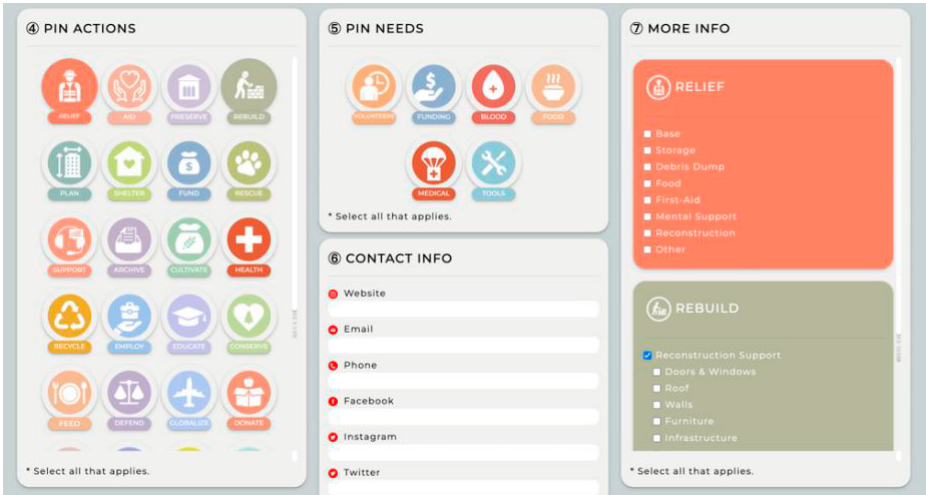 ④ PIN ACTIONS
RELIEF
AID
PRESERVE
REBUILD
PLAN
SHELTER
FUND
RESCUE
SUPPORT
ARCHIVE
CULTIVATE
HEALTH
RECYCLE
EMPLOY
EDUCATE
CONSERVE
FEED
DEFEND
GLOBALIZE
DONATE
* Select all that applies.
⑤ PIN NEEDS
VOLUNTEER
FUNDING
BLOOD
FOOD
MEDICAL
TOOLS
* Select all that applies.
⑥ CONTACT INFO
Website
Email
Phone
Facebook
Instagram
Twitter
⑦ MORE INFO
RELIEF
Base
Storage
Debris Dump
Food
First-Aid
Mental Support
Reconstruction
Other
REBUILD
Reconstruction Support
Doors & Windows
Roof
Walls
Furniture
Infrastructure
* Select all that applies.